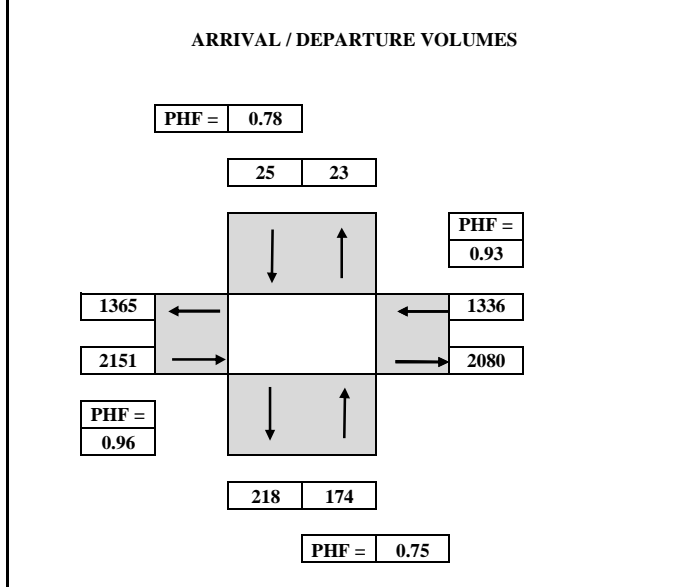 ARRIVAL / DEPARTURE VOLUMES
PHF = 0.78
25 23
PHF =
0.93
1365 1336
2151 2080
PHF =
0.96
218 174
PHF = 0.75